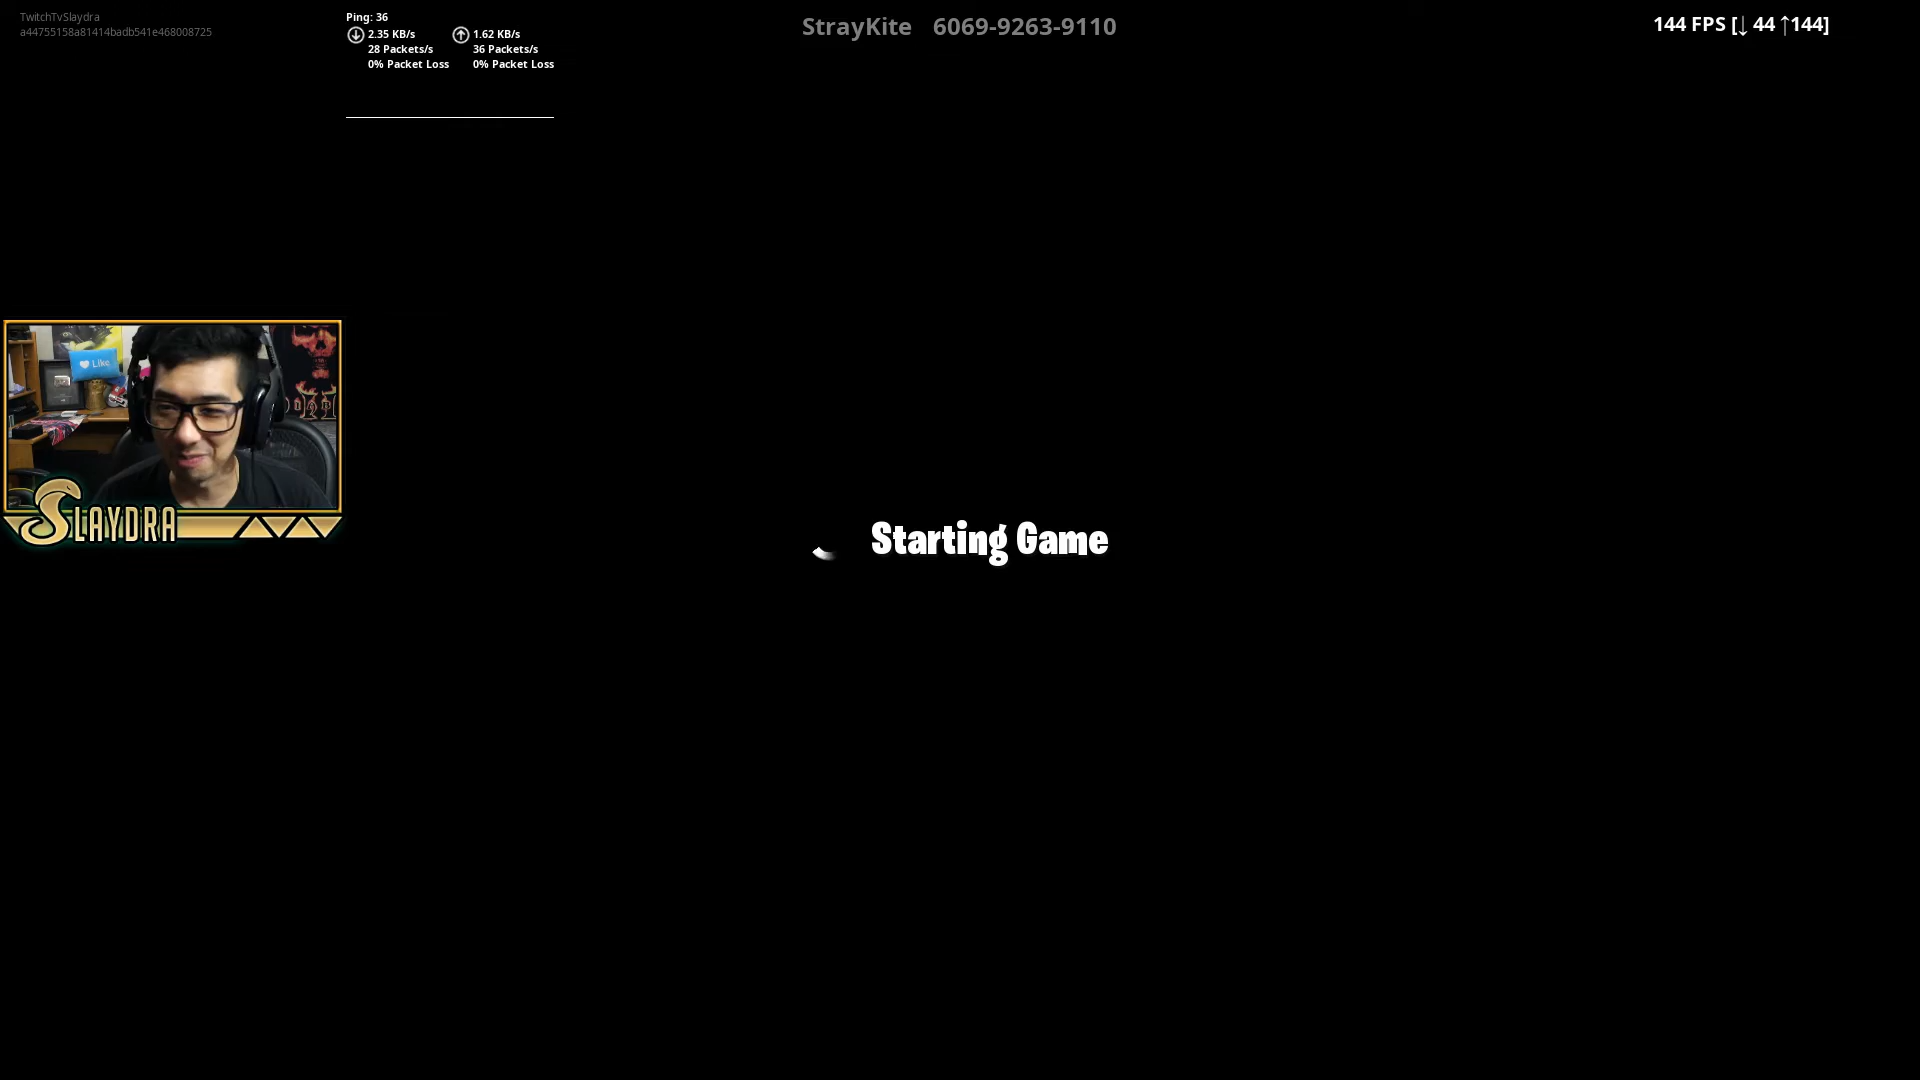 TwitchTvSlaydra
a44755158a81414badb541e468008725
Ping: 36
2.35 KB/s
1.62 KB/s
28 Packets/s
36 Packets/s
0% Packet Loss
0% Packet Loss
StrayKite 6069-9263-9110
144 FPS [↓ 44 ↑144]
Like
SLAYDRA
Starting Game